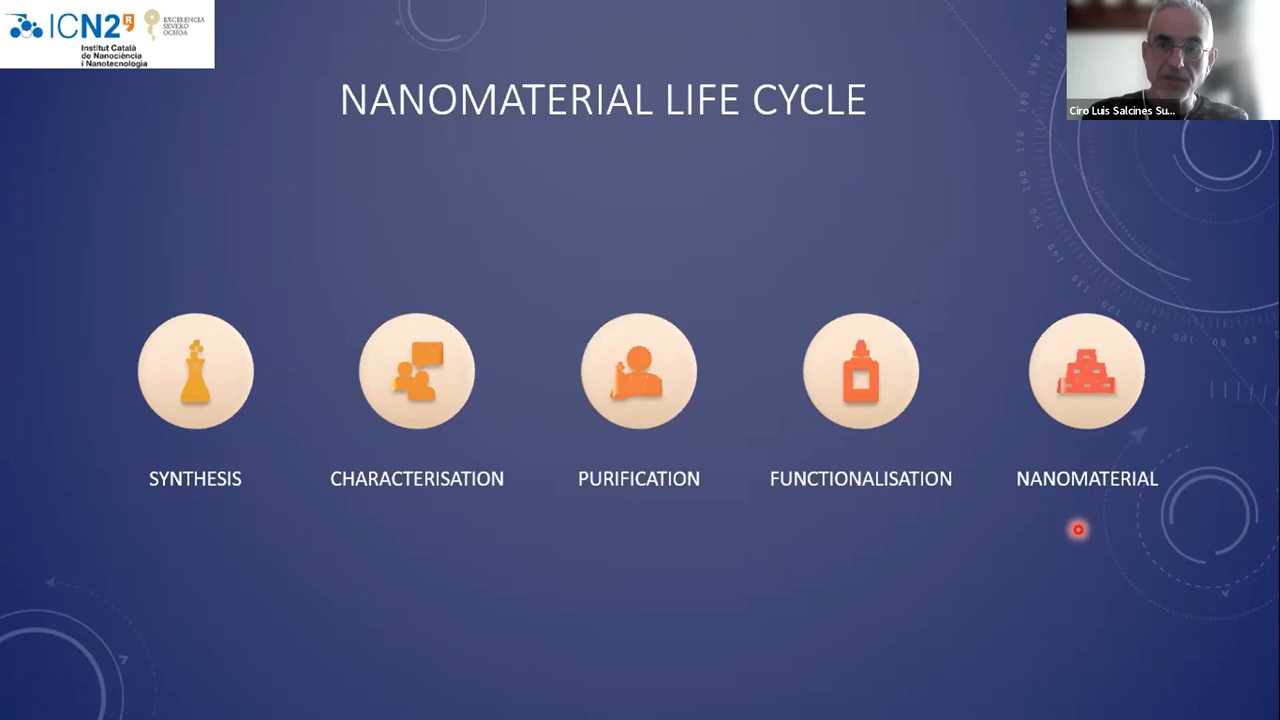 ICN2
EXCELENCIA
SEVERO
OCHOA
Institut Català
de Nanociència
i Nanotecnologia
Ciro Luis Salcines Su...
NANOMATERIAL LIFE CYCLE
SYNTHESIS
CHARACTERISATION
PURIFICATION
FUNCTIONALISATION
NANOMATERIAL